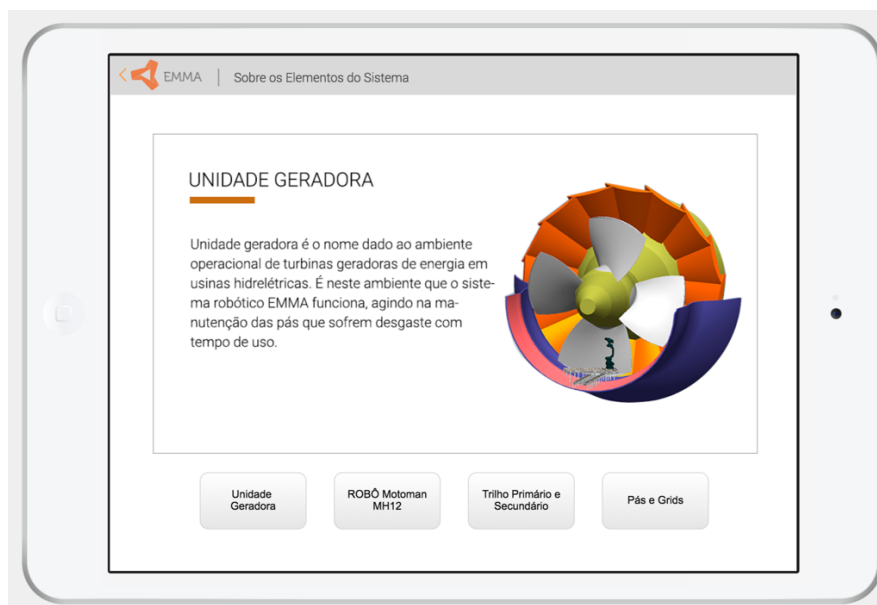 EMMA | Sobre os Elementos do Sistema
UNIDADE GERADORA
Unidade geradora é o nome dado ao ambiente
operacional de turbinas geradoras de energia em
usinas hidrelétricas. É neste ambiente que o siste-
ma robótico EMMA funciona, agindo na ma-
nutenção das pás que sofrem desgaste com
tempo de uso.
Unidade
Geradora
ROBÔ Motoman
MH12
Trilho Primário e
Secundário
Pás e Grids